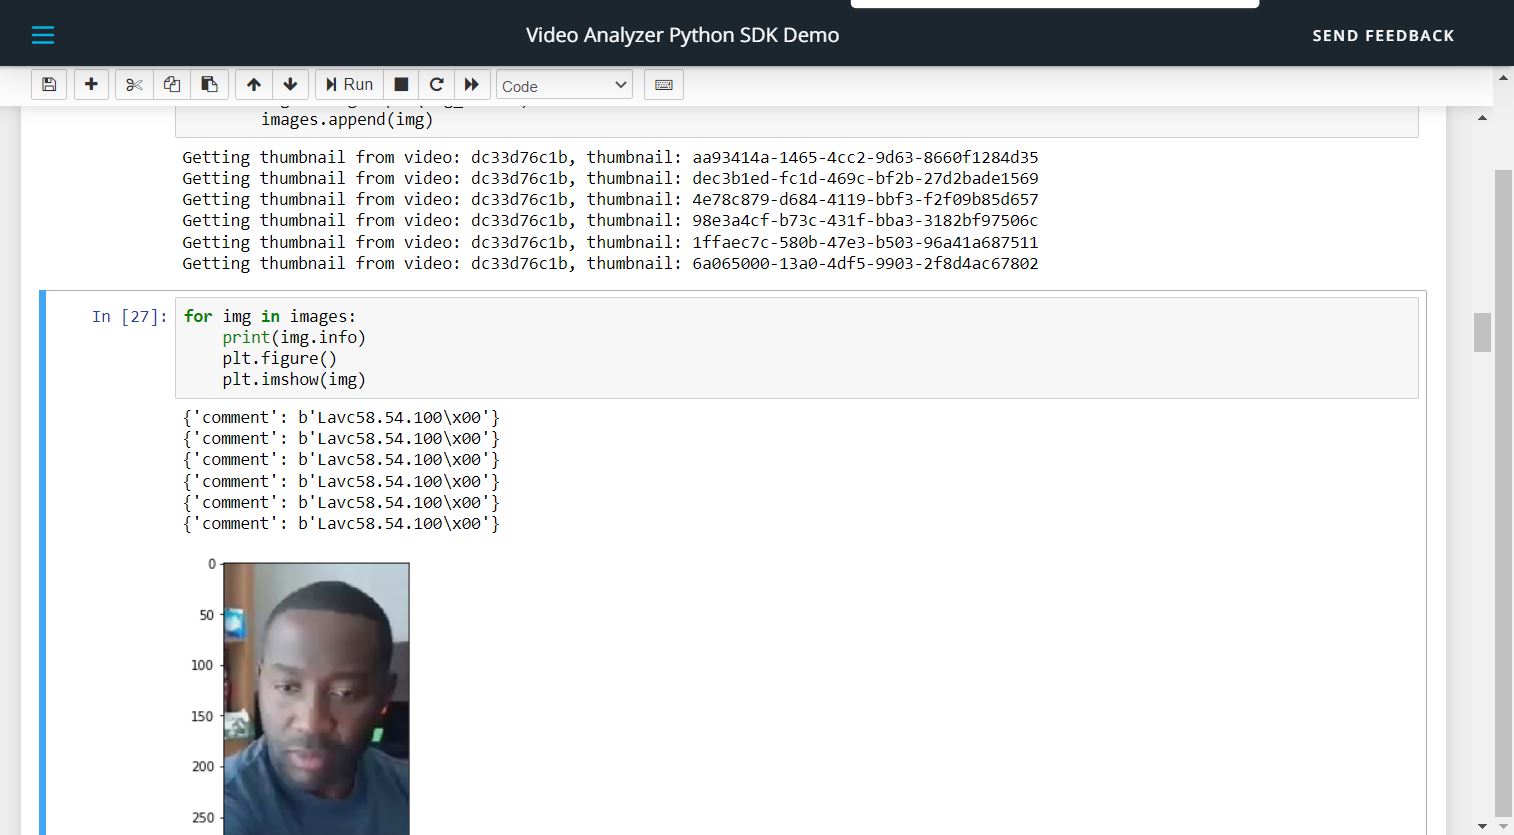 Video Analyzer Python SDK Demo
SEND FEEDBACK
Run
Code
images.append(img)
Getting thumbnail from video: dc33d76c1b, thumbnail: aa93414a-1465-4cc2-9d63-8660f1284d35
Getting thumbnail from video: dc33d76c1b, thumbnail: dec3b1ed-fc1d-469c-bf2b-27d2bade1569
Getting thumbnail from video: dc33d76c1b, thumbnail: 4e78c879-d684-4119-bbf3-f2f09b85d657
Getting thumbnail from video: dc33d76c1b, thumbnail: 98e3a4cf-b73c-431f-bba3-3182bf97506c
Getting thumbnail from video: dc33d76c1b, thumbnail: 1ffaec7c-580b-47e3-b503-96a41a687511
Getting thumbnail from video: dc33d76c1b, thumbnail: 6a065000-13a0-4df5-9903-2f8d4ac67802
In [27]: for img in images:
print(img.info)
plt.figure()
plt.imshow(img)
{'comment': b'Lavc58.54.100\x00'}
{'comment': b'Lavc58.54.100\x00'}
{'comment': b'Lavc58.54.100\x00'}
{'comment': b'Lavc58.54.100\x00'}
{'comment': b'Lavc58.54.100\x00'}
{'comment': b'Lavc58.54.100\x00'}
0
50
100
150
200
250